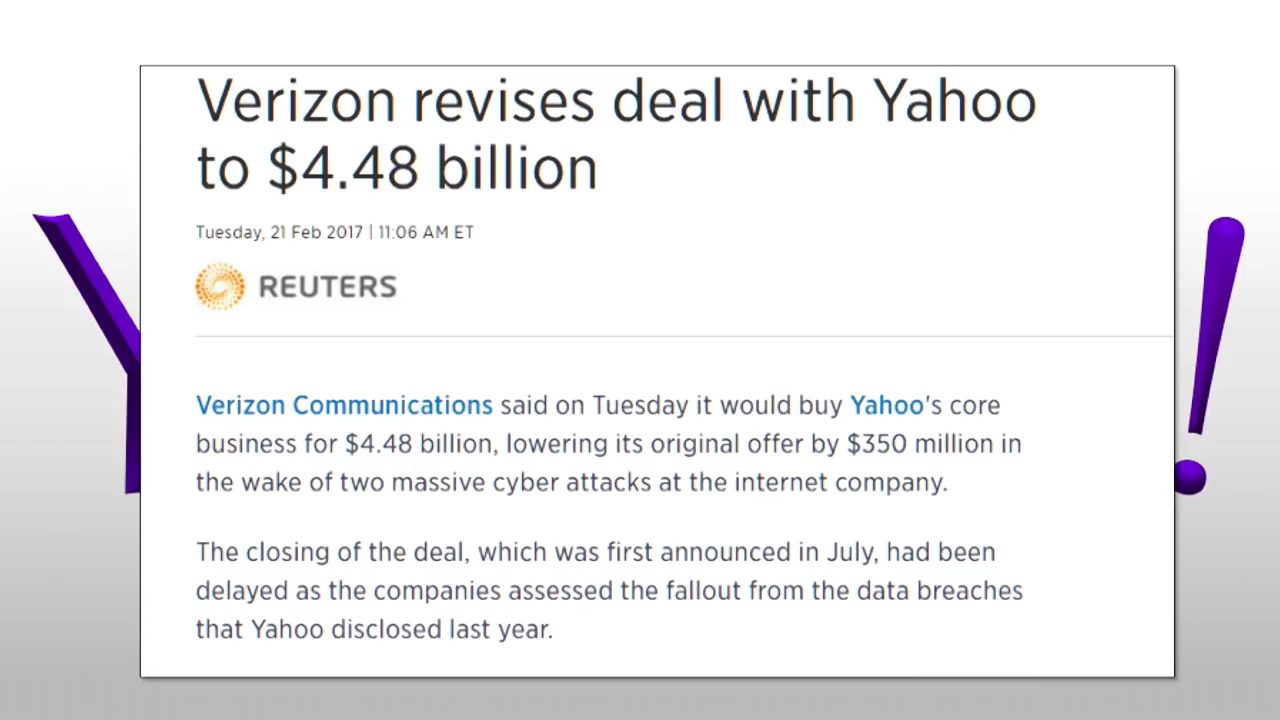 Verizon revises deal with Yahoo
to $4.48 billion
Tuesday, 21 Feb 2017 | 11:06 AM ET
REUTERS
Verizon Communications said on Tuesday it would buy Yahoo's core
business for $4.48 billion, lowering its original offer by $350 million in
the wake of two massive cyber attacks at the internet company.
The closing of the deal, which was first announced in July, had been
delayed as the companies assessed the fallout from the data breaches
that Yahoo disclosed last year.
Y!